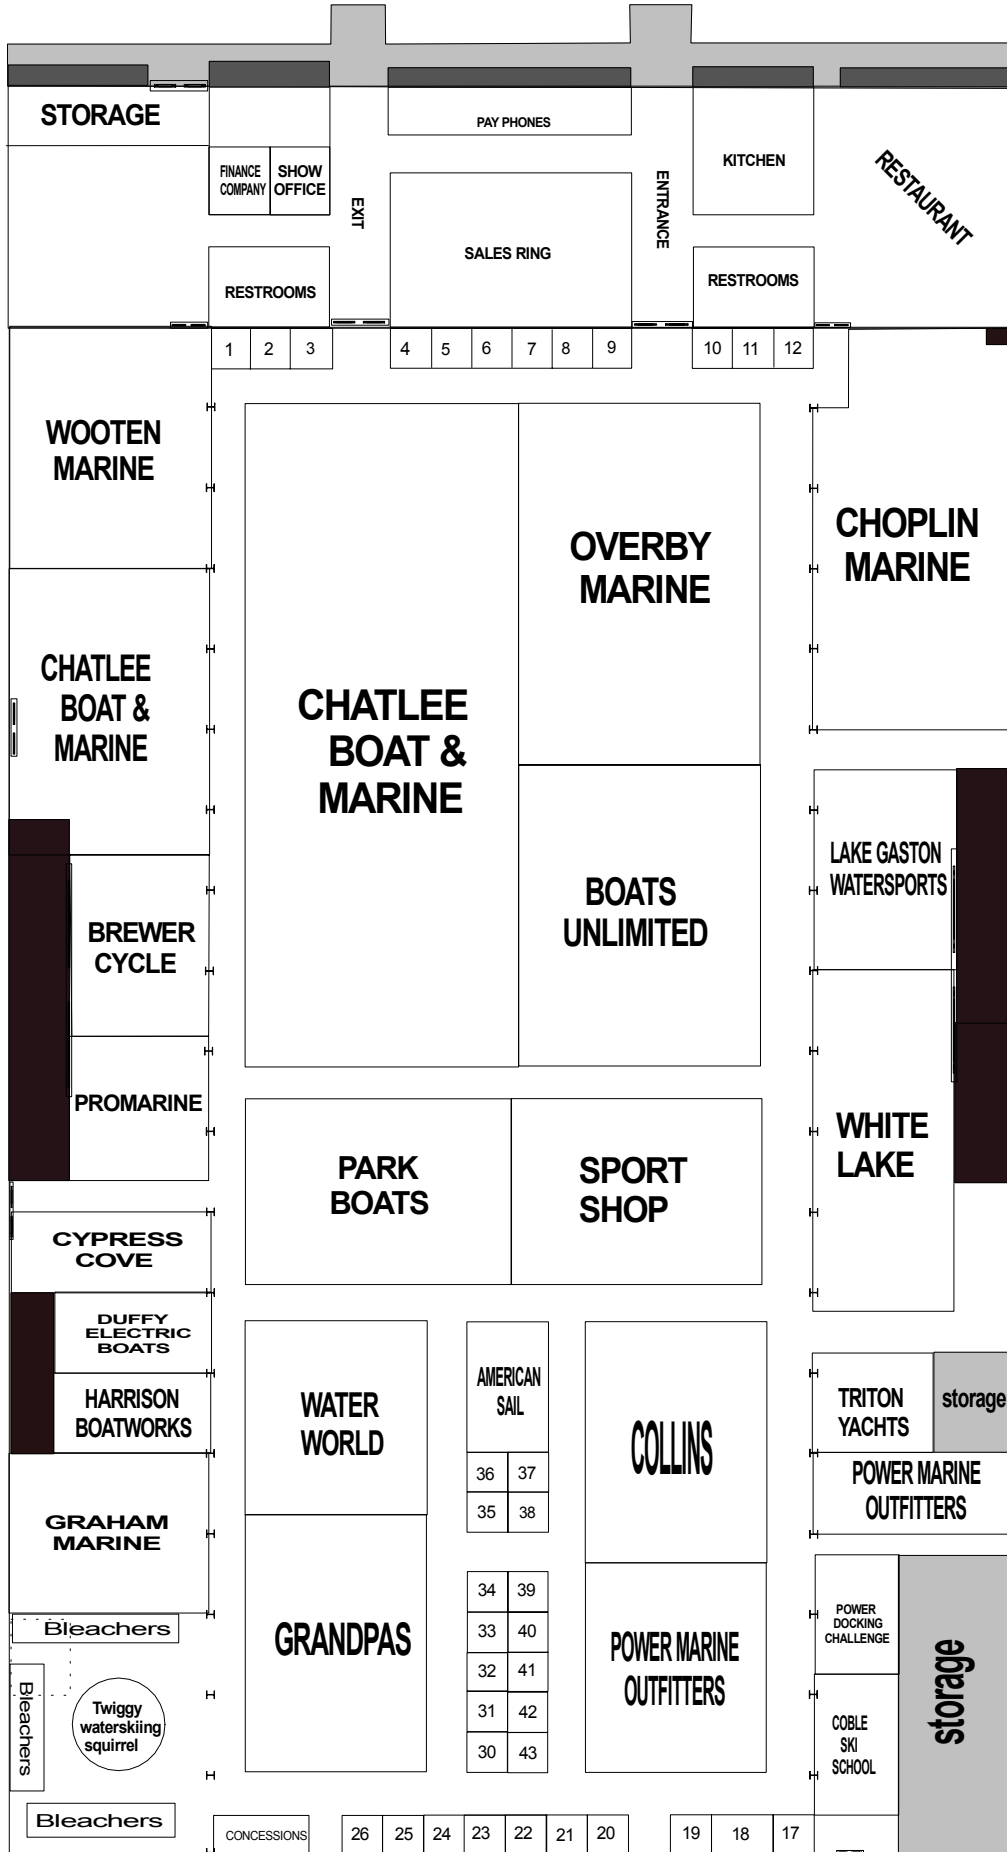 STORAGE
PAY PHONES
FINANCE
COMPANY
SHOW
OFFICE
EXIT
ENTRANCE
KITCHEN
RESTAURANT
SALES RING
RESTROOMS
RESTROOMS
1 2 3 4 5 6 7 8 9 10 11 12
WOOTEN
MARINE
OVERBY
MARINE
CHOPLIN
MARINE
CHATLEE
BOAT &
MARINE
CHATLEE
BOAT &
MARINE
LAKE GASTON
WATERSPORTS
BOATS
UNLIMITED
BREWER
CYCLE
PROMARINE
WHITE
LAKE
PARK
BOATS
SPORT
SHOP
CYPRESS
COVE
DUFFY
ELECTRIC
BOATS
HARRISON
BOATWORKS
WATER
WORLD
AMERICAN
SAIL
COLLINS
TRITON
YACHTS
storage
POWER MARINE
OUTFITTERS
36 37
35 38
GRAHAM
MARINE
34 39
33 40
32 41
31 42
30 43
GRANDPAS
POWER MARINE
OUTFITTERS
POWER
DOCKING
CHALLENGE
storage
Bleachers
Bleachers
Twiggy
waterskiing
squirrel
COBLE
SKI
SCHOOL
Bleachers
CONCESSIONS
26 25 24 23 22 21 20 19 18 17